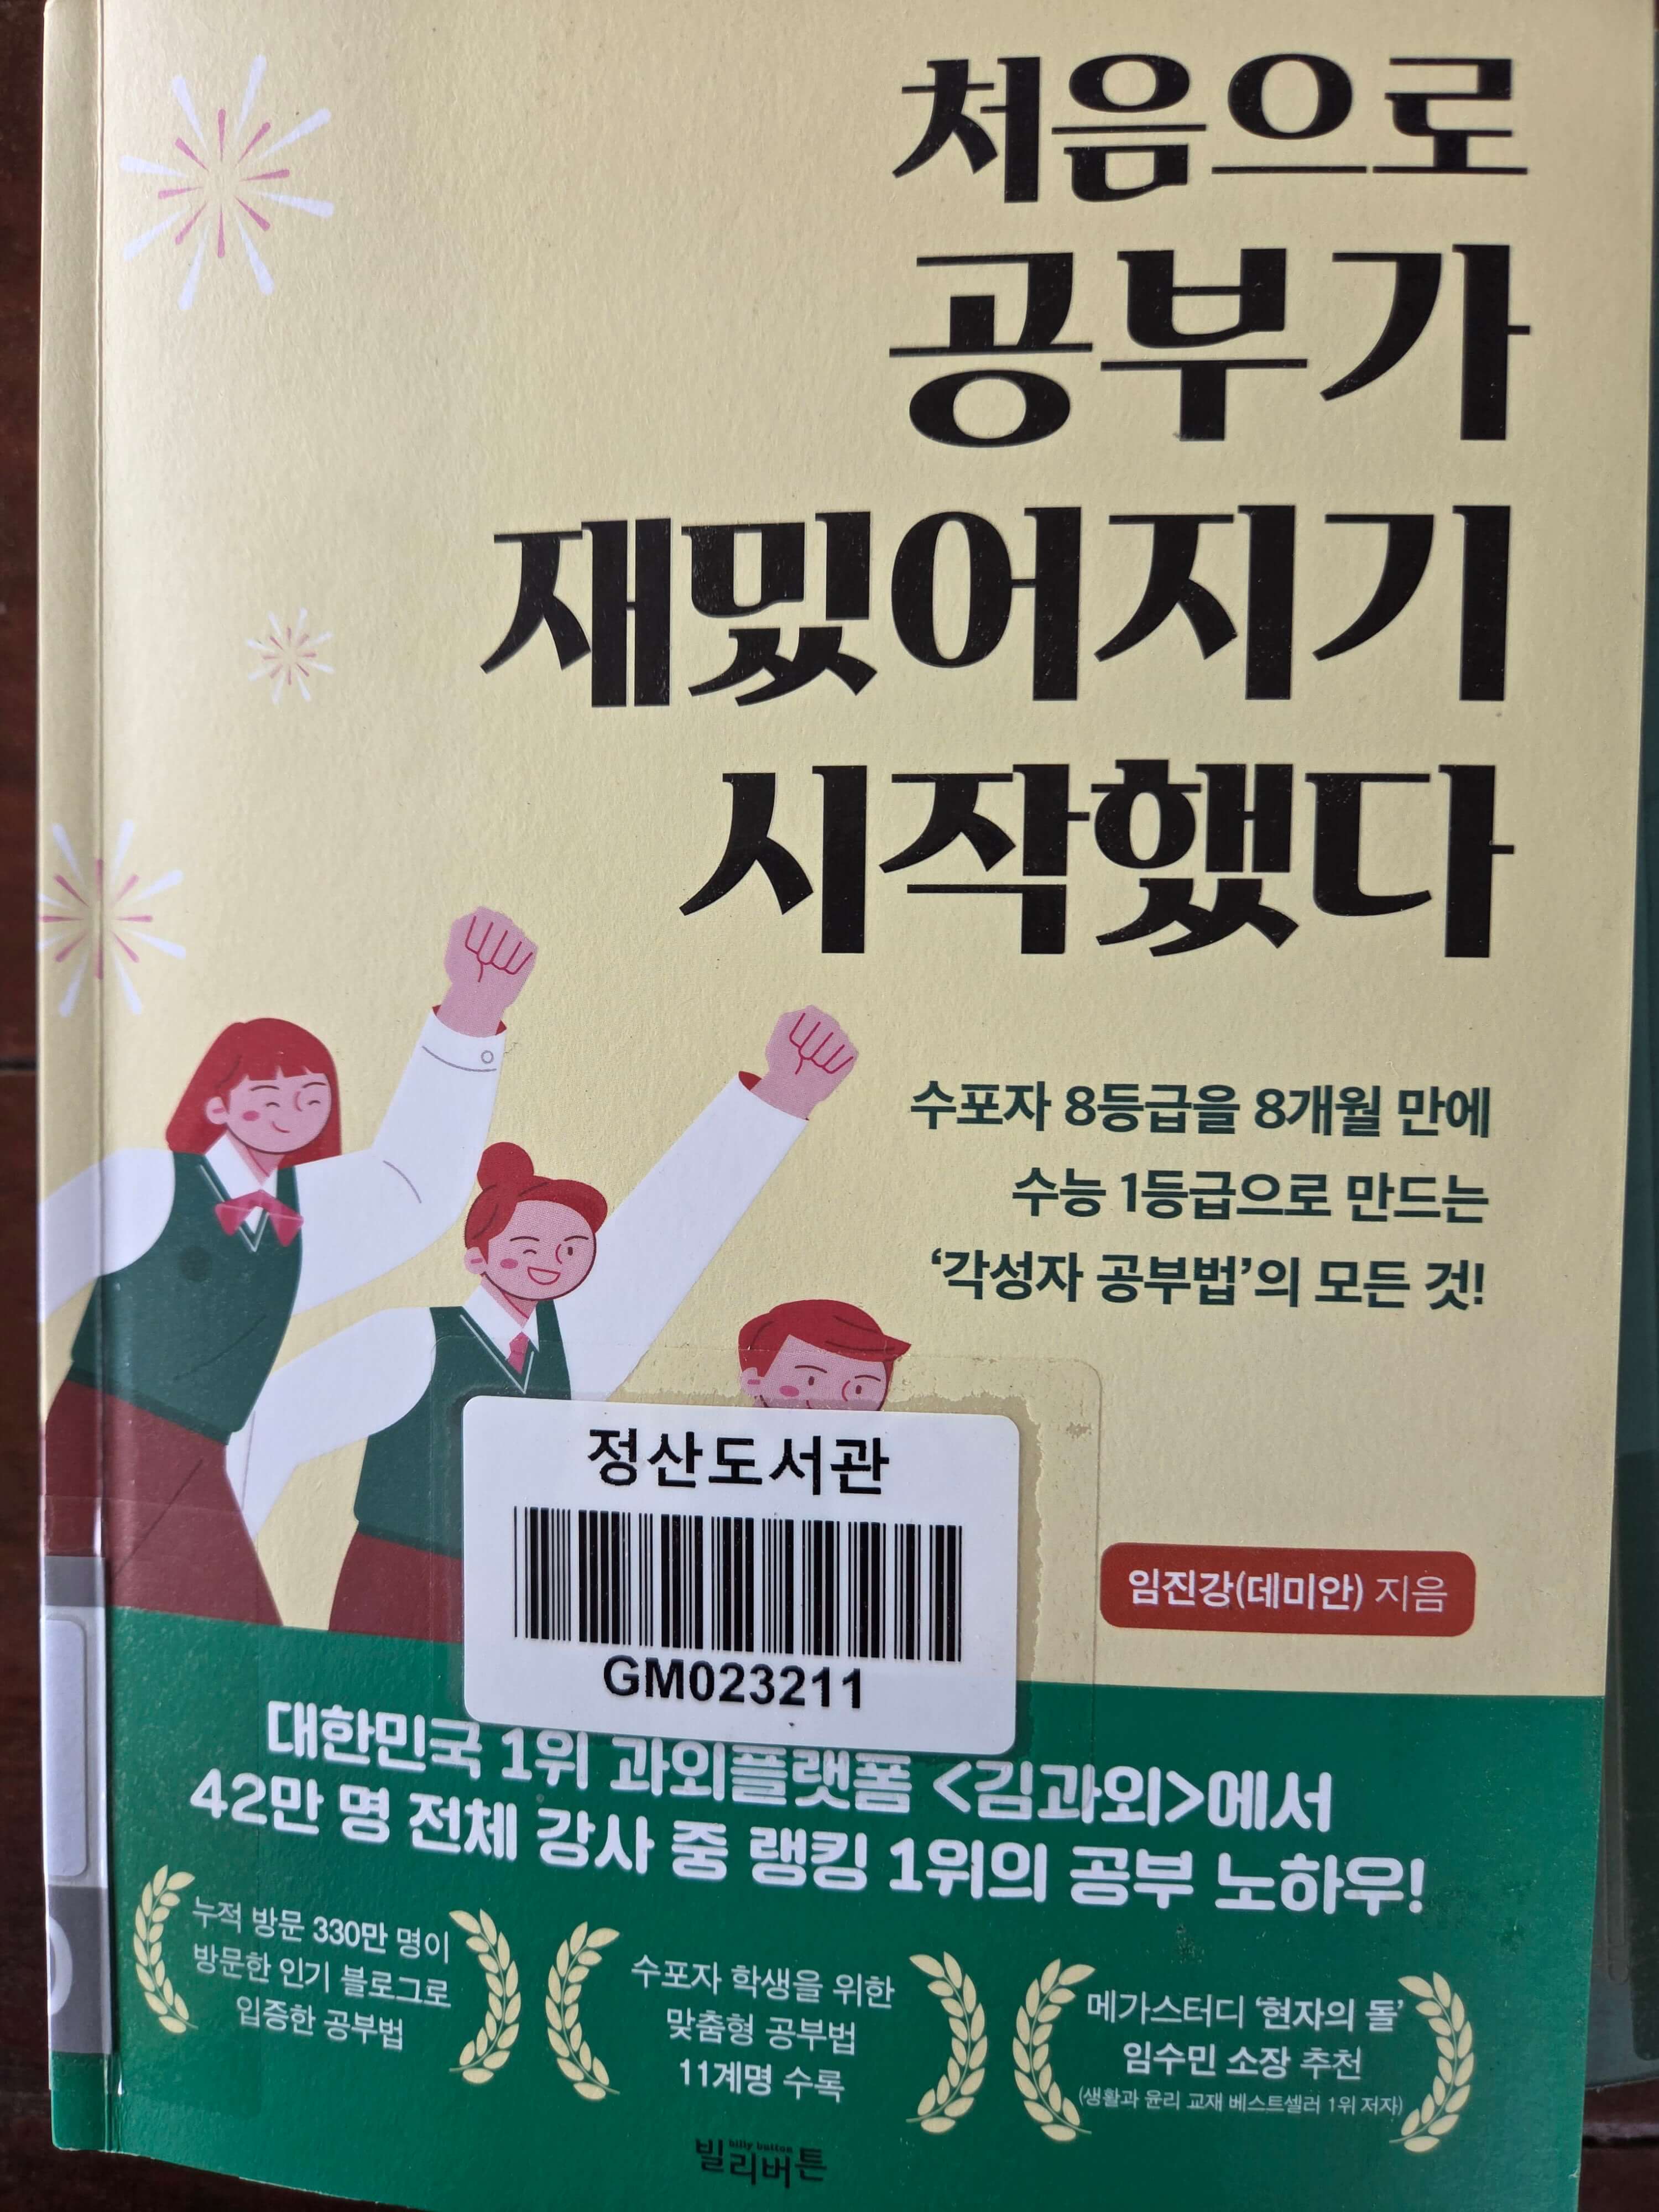 처음으로
공부가
재밌어지기
시작했다
수포자 8등급을 8개월 만에
수능 1등급으로 만드는
‘각성자 공부법’의 모든 것!
정산도서관
GM023211
임진강(데미안) 지음
대한민국 1위 과외플랫폼 <김과외>에서
42만 명 전체 강사 중 랭킹 1위의 공부 노하우!
누적 방문 330만 명이
방문한 인기 블로그로
입증한 공부법
수포자 학생을 위한
맞춤형 공부법
11계명 수록
메가스터디 ‘현자의 돌’
임수민 소장 추천
(생활과 윤리 교재 베스트셀러 1위 저자)
billy button
빌리버튼